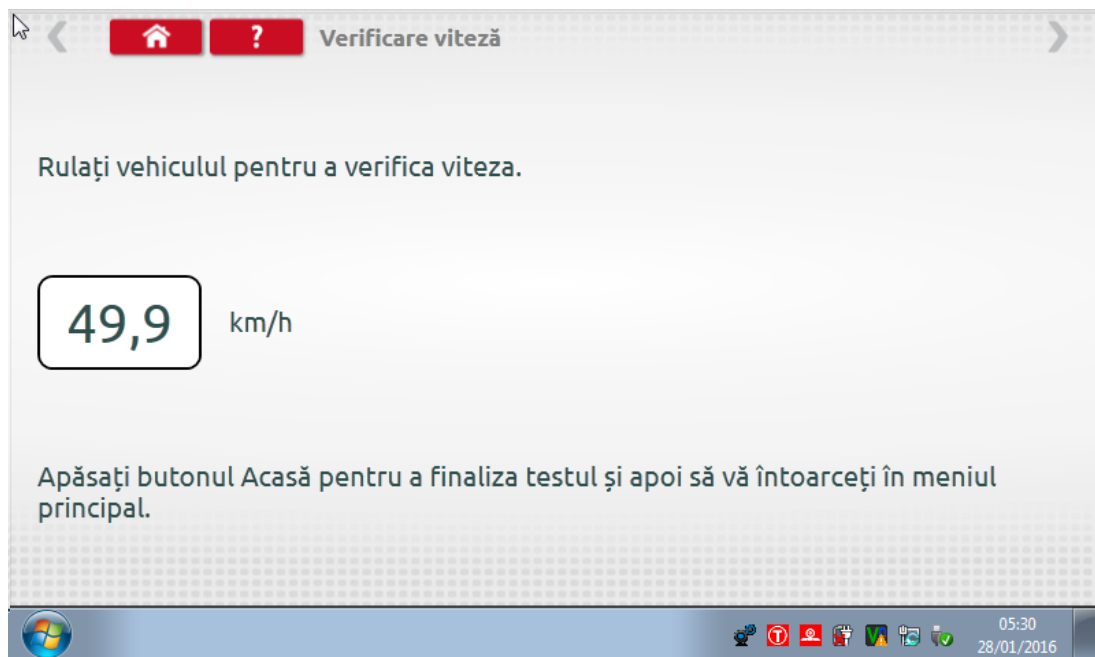 ? Verificare viteză
Rulați vehiculul pentru a verifica viteza.
49,9 km/h
Apăsați butonul Acasă pentru a finaliza testul și apoi să vă întoarceți în meniul
principal.
05:30
28/01/2016